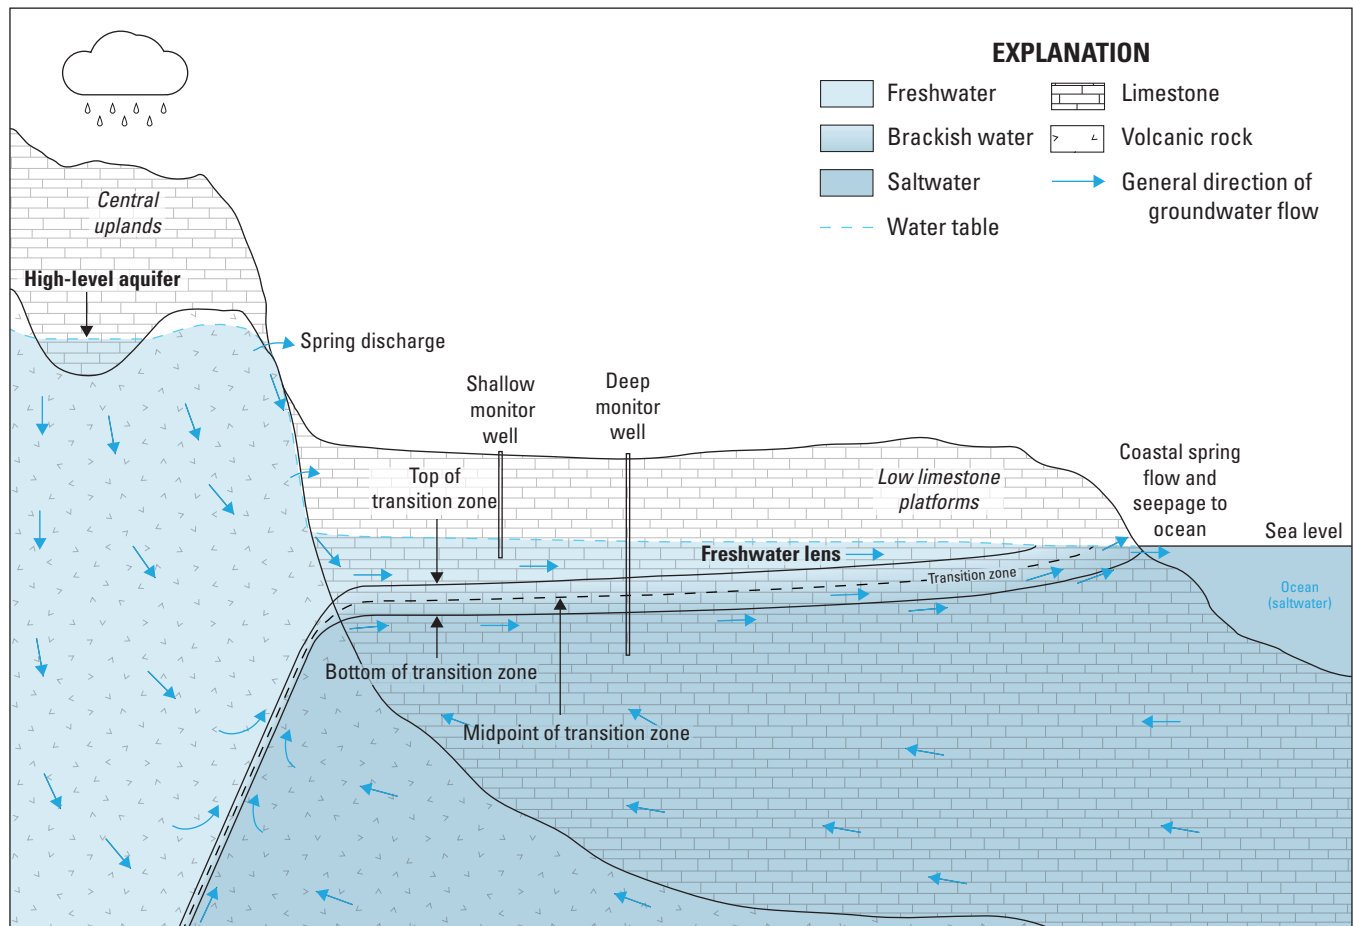 EXPLANATION
Freshwater
Brackish water
Saltwater
Water table
Limestone
Volcanic rock
General direction of
groundwater flow
Central
uplands
High-level aquifer
Spring discharge
Shallow
monitor
well
Deep
monitor
well
Top of
transition zone
Low limestone
platforms
Coastal spring
flow and
seepage to
ocean
Sea level
Freshwater lens
Transition zone
Ocean
(saltwater)
Bottom of transition zone
Midpoint of transition zone